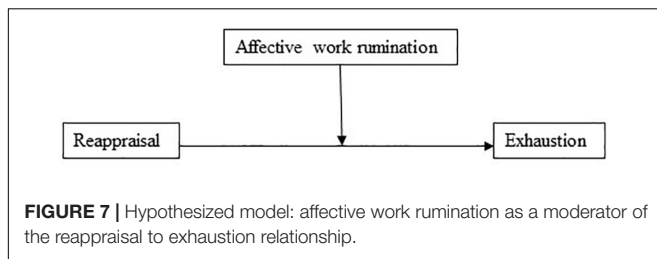 Affective work rumination
Reappraisal
Exhaustion
FIGURE 7 | Hypothesized model: affective work rumination as a moderator of
the reappraisal to exhaustion relationship.